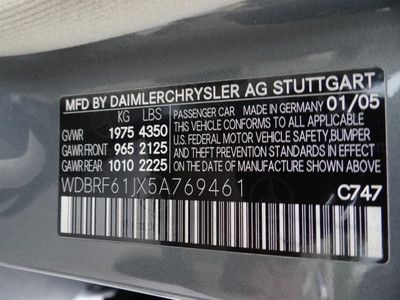 MFD BY DAIMLERCHRYSLER AG STUTTGART
KG LBS PASSENGER CAR MADE IN GERMANY 01/05
GVWR 1975 4350 CONFORMS TO ALL APPLICABLE
GAWR FRONT 965 2125 U.S. FEDERAL MOTOR VEHICLE SAFETY, BUMPER
GAWR REAR 1010 2225 AND THEFT PREVENTION STANDARDS IN EFFECT ON THE DATE OF MANUFACTURE SHOWN ABOVE.
WDBRF61JX5A769461 C747